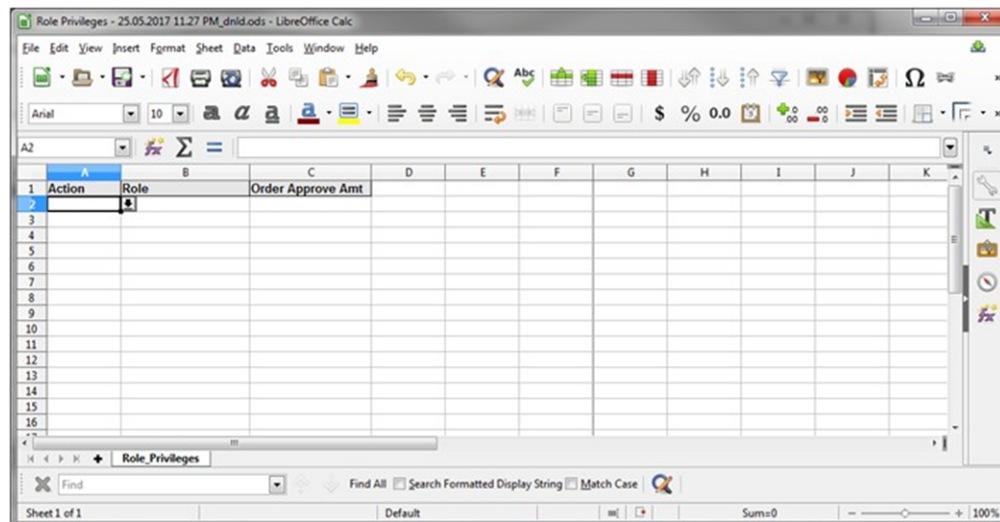 Role Privileges - 25.05.2017 11.27 PM_dnld.ods - LibreOffice Calc
File Edit View Insert Format Sheet Data Tools Window Help
Abc
Arial 10 a a a a $ % 0.0
A2
A B C D E F G H I J K
1 Action Role Order Approve Amt
2
3
4
5
6
7
8
9
10
11
12
13
14
15
16
Role_Privileges
Find Find All Search Formatted Display String Match Case
Sheet 1 of 1 Default Sum=0 100%